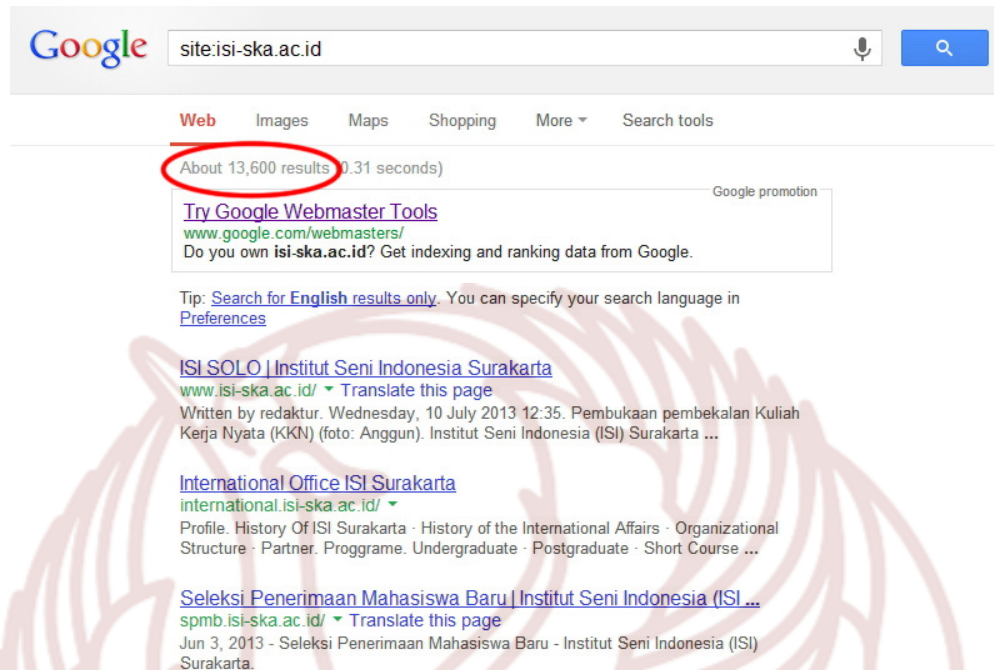 Google site:isi-ska.ac.id
Web Images Maps Shopping More Search tools
About 13,600 results (0.31 seconds)
Google promotion
Try Google Webmaster Tools
www.google.com/webmasters/
Do you own isi-ska.ac.id? Get indexing and ranking data from Google.
Tip: Search for English results only. You can specify your search language in
Preferences
ISI SOLO | Institut Seni Indonesia Surakarta
www.isi-ska.ac.id/ Translate this page
Written by redaktur. Wednesday, 10 July 2013 12:35. Pembukaan pembekalan Kuliah
Kerja Nyata (KKN) (foto: Anggun). Institut Seni Indonesia (ISI) Surakarta ...
International Office ISI Surakarta
international.isi-ska.ac.id/
Profile. History Of ISI Surakarta · History of the International Affairs · Organizational
Structure · Partner. Proggrame. Undergraduate · Postgraduate · Short Course ...
Seleksi Penerimaan Mahasiswa Baru | Institut Seni Indonesia (ISI ...
spmb.isi-ska.ac.id/ Translate this page
Jun 3, 2013 - Seleksi Penerimaan Mahasiswa Baru - Institut Seni Indonesia (ISI)
Surakarta.